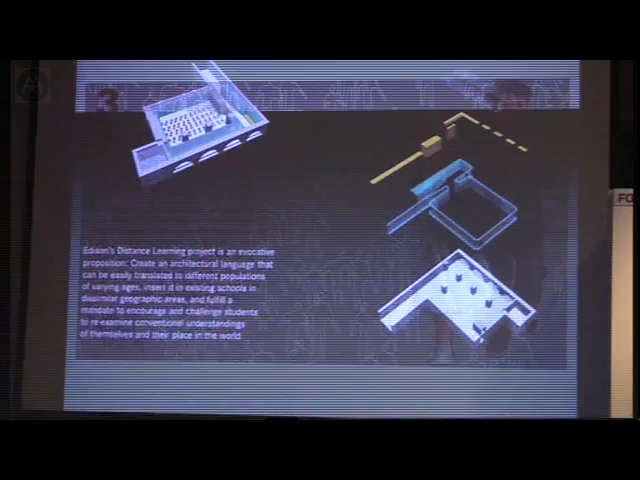 3
Edison's Distance Learning project is an evocative
proposition: Create an architectural language that
can be easily translated to different populations
of varying ages, insert it in existing schools in
dissimilar geographic areas, and fulfill a
mandate to encourage and challenge students
to re-examine conventional understandings
of themselves and their place in the world.
FO